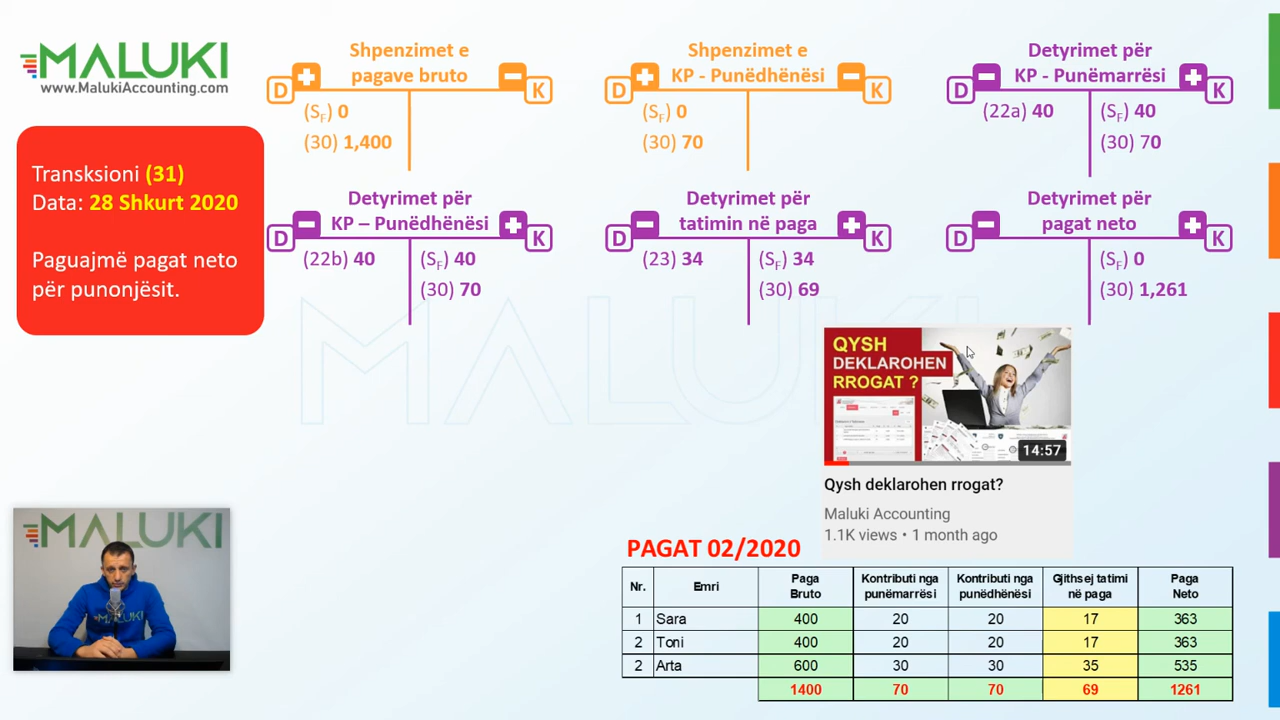 MALUKI
www.MalukiAccounting.com
Transksioni (31)
Data: 28 Shkurt 2020
Paguajmë pagat neto
për punonjësit.
Shpenzimet e
pagave bruto
D + − K
(SF) 0
(30) 1,400
Shpenzimet e
KP - Punëdhënësi
D + − K
(SF) 0
(30) 70
Detyrimet për
KP - Punëmarrësi
D − + K
(22a) 40
(SF) 40
(30) 70
Detyrimet për
KP – Punëdhënësi
D − + K
(22b) 40
(SF) 40
(30) 70
Detyrimet për
tatimin në paga
D − + K
(23) 34
(SF) 34
(30) 69
Detyrimet për
pagat neto
D − + K
(SF) 0
(30) 1,261
MALUKI
QYSH
DEKLAROHEN
RROGAT ?
14:57
Qysh deklarohen rrogat?
Maluki Accounting
1.1K views • 1 month ago
MALUKI
MALUKI
PAGAT 02/2020
Nr. Emri Paga Bruto Kontributi nga punëmarrësi Kontributi nga punëdhënësi Gjithsej tatimi në paga Paga Neto
1 Sara 400 20 20 17 363
2 Toni 400 20 20 17 363
2 Arta 600 30 30 35 535
1400 70 70 69 1261